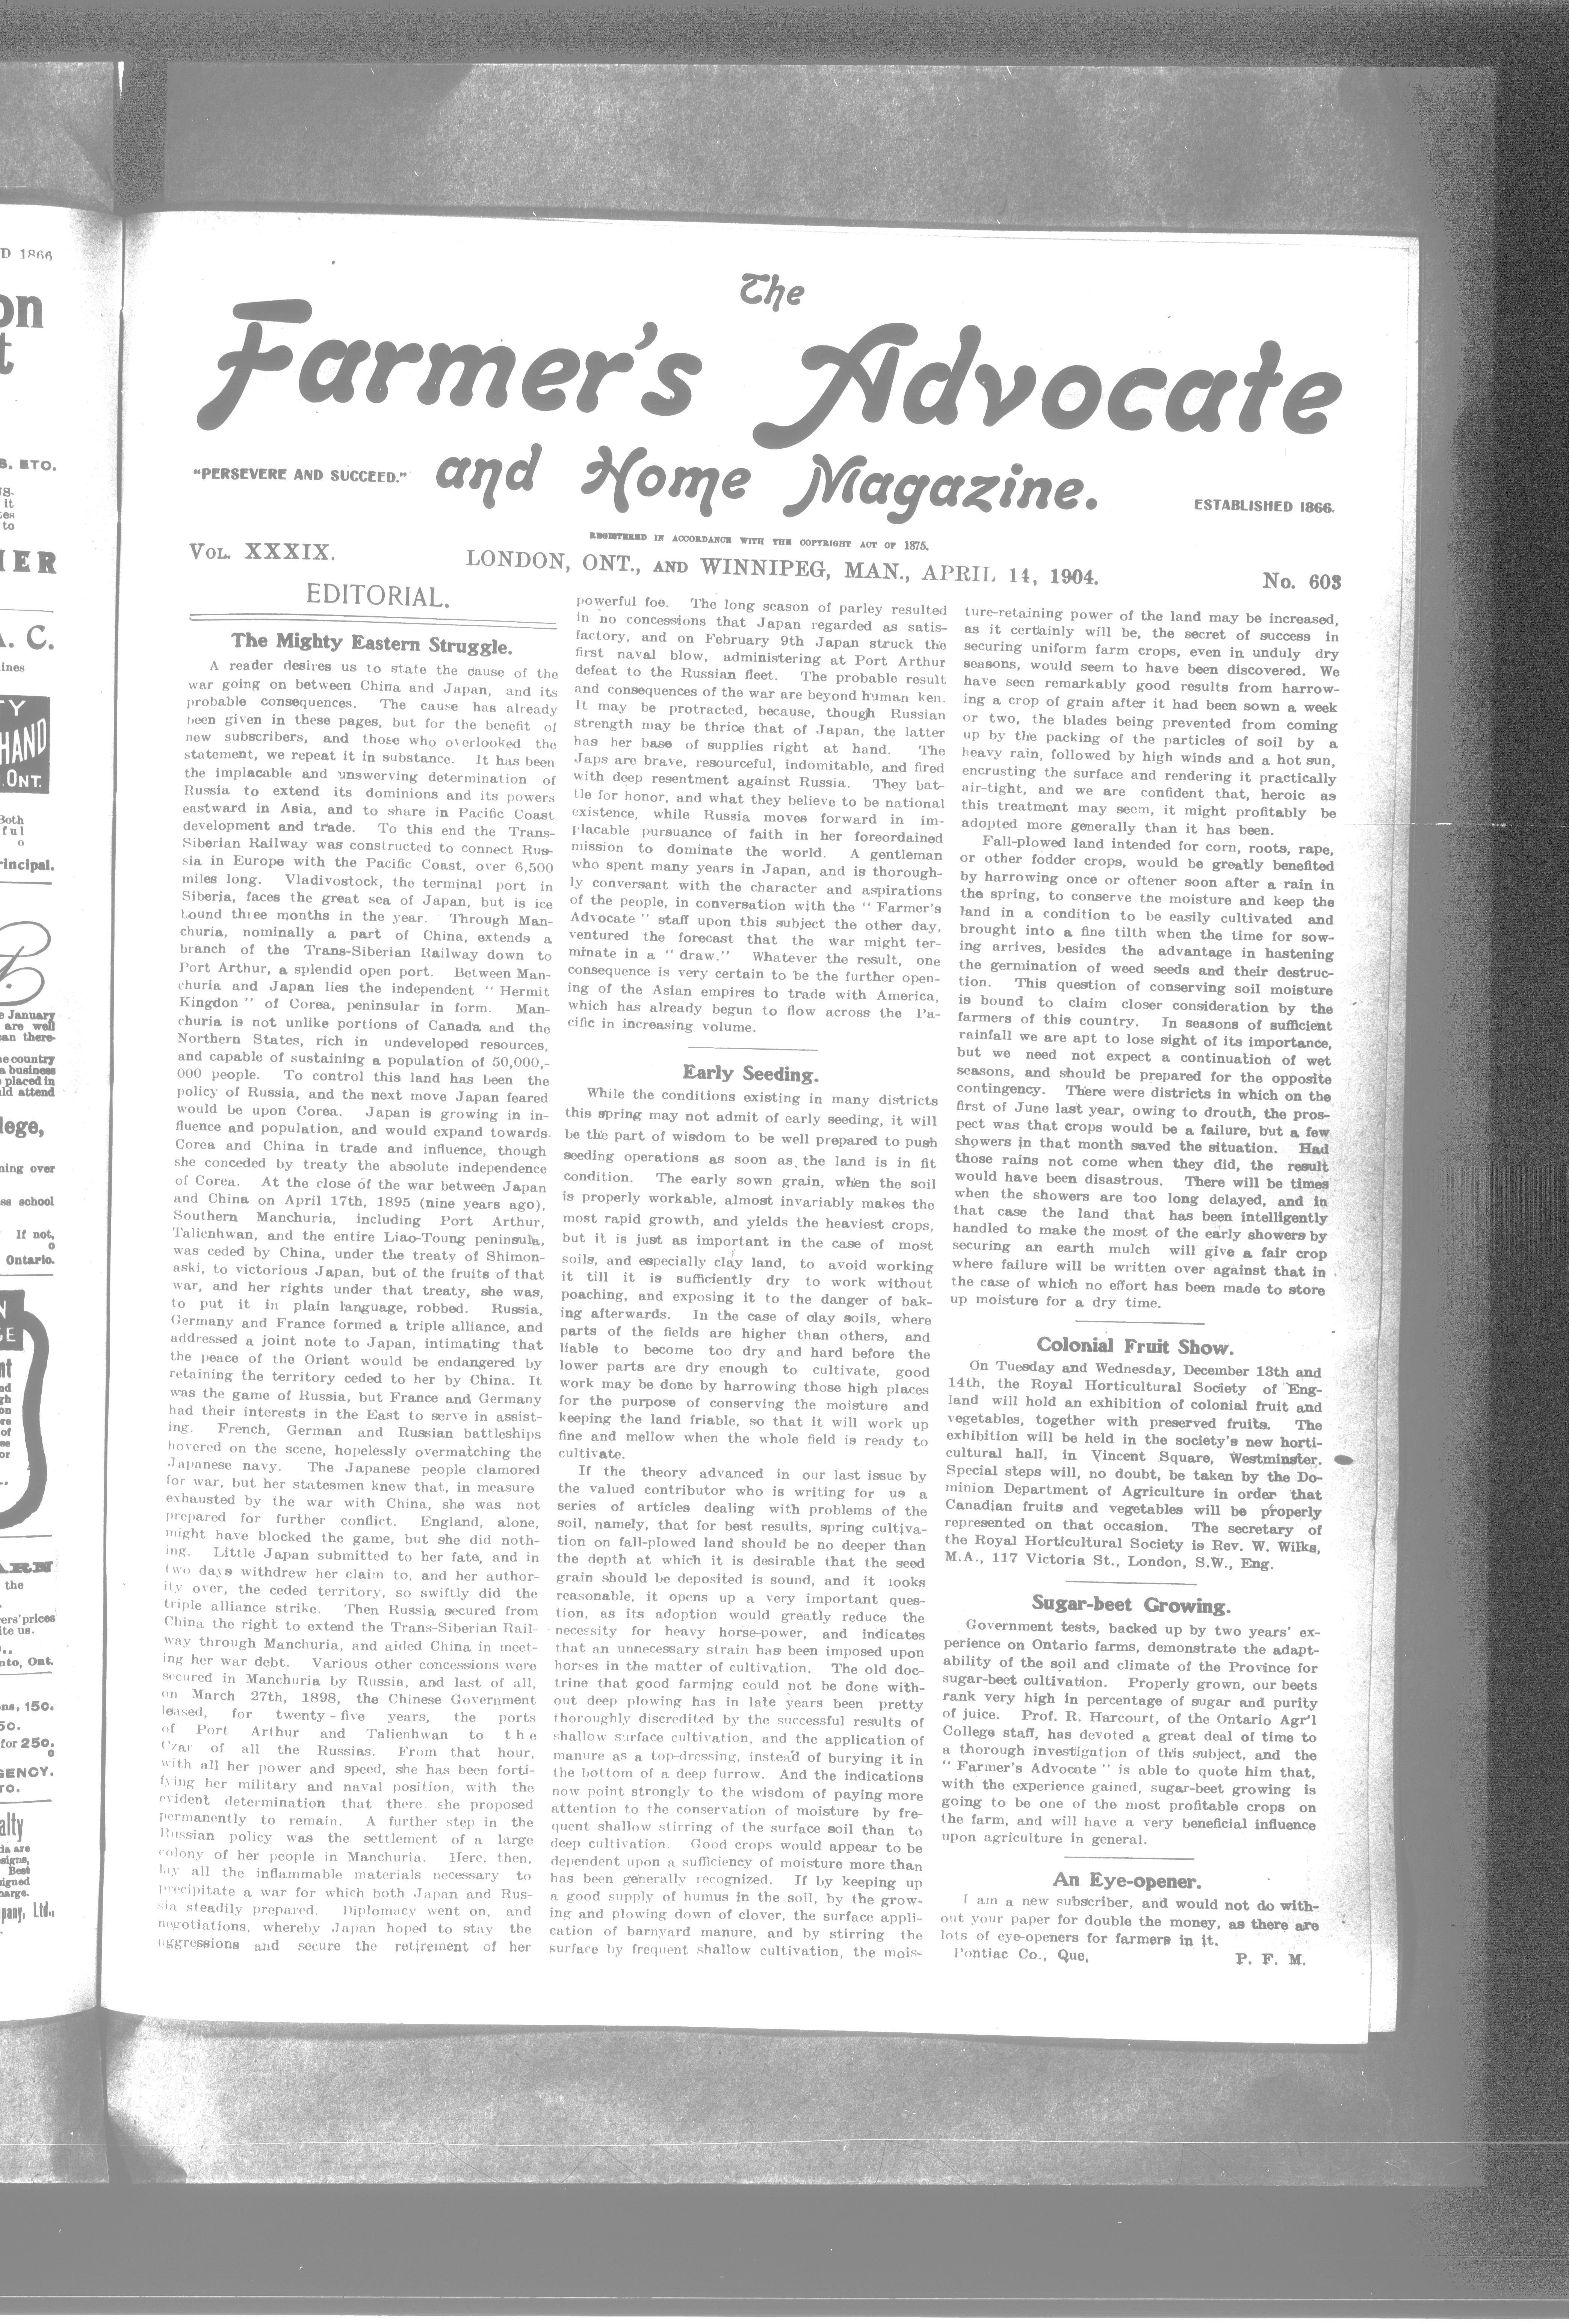 D 1866
on
t
S, ETC.
it
to
IER
A. C.
TY
HAND
ONT.
Both
ful
o
rincipal.
e January
are well
an there-
e country
a business
placed in
ld attend
lege,
ning over
ss school
If not,
o
Ontario.
the
ers' prices
ite us.
nto, Ont.
ns, 150.
50.
for 250.
o
GENCY.
TO.
alty
da are
signs,
Best
signed
harge.
pany, Ltd.,
The
Farmer's Advocate
"PERSEVERE AND SUCCEED." and Home Magazine. ESTABLISHED 1866.
REGISTERED IN ACCORDANCE WITH THE COPYRIGHT ACT OF 1875.
VOL. XXXIX. LONDON, ONT., AND WINNIPEG, MAN., APRIL 14, 1904. No. 603
EDITORIAL.
The Mighty Eastern Struggle.
A reader desires us to state the cause of the
war going on between China and Japan, and its
probable consequences. The cause has already
been given in these pages, but for the benefit of
new subscribers, and those who overlooked the
statement, we repeat it in substance. It has been
the implacable and unswerving determination of
Russia to extend its dominions and its powers
eastward in Asia, and to share in Pacific Coast
development and trade. To this end the Trans-
Siberian Railway was constructed to connect Rus-
sia in Europe with the Pacific Coast, over 6,500
miles long. Vladivostock, the terminal port in
Siberia, faces the great sea of Japan, but is ice
bound three months in the year. Through Man-
churia, nominally a part of China, extends a
branch of the Trans-Siberian Railway down to
Port Arthur, a splendid open port. Between Man-
churia and Japan lies the independent " Hermit
Kingdon " of Corea, peninsular in form. Man-
churia is not unlike portions of Canada and the
Northern States, rich in undeveloped resources,
and capable of sustaining a population of 50,000,-
000 people. To control this land has been the
policy of Russia, and the next move Japan feared
would be upon Corea. Japan is growing in in-
fluence and population, and would expand towards
Corea and China in trade and influence, though
she conceded by treaty the absolute independence
of Corea. At the close of the war between Japan
and China on April 17th, 1895 (nine years ago),
Southern Manchuria, including Port Arthur,
Talienhwan, and the entire Liao-Toung peninsula,
was ceded by China, under the treaty of Shimon-
aski, to victorious Japan, but of the fruits of that
war, and her rights under that treaty, she was,
to put it in plain language, robbed. Russia,
Germany and France formed a triple alliance, and
addressed a joint note to Japan, intimating that
the peace of the Orient would be endangered by
retaining the territory ceded to her by China. It
was the game of Russia, but France and Germany
had their interests in the East to serve in assist-
ing. French, German and Russian battleships
hovered on the scene, hopelessly overmatching the
Japanese navy. The Japanese people clamored
for war, but her statesmen knew that, in measure
exhausted by the war with China, she was not
prepared for further conflict. England, alone,
might have blocked the game, but she did noth-
ing. Little Japan submitted to her fate, and in
two days withdrew her claim to, and her author-
ity over, the ceded territory, so swiftly did the
triple alliance strike. Then Russia secured from
China the right to extend the Trans-Siberian Rail-
way through Manchuria, and aided China in meet-
ing her war debt. Various other concessions were
secured in Manchuria by Russia, and last of all,
on March 27th, 1898, the Chinese Government
leased, for twenty-five years, the ports
of Port Arthur and Talienhwan to the
Czar of all the Russias. From that hour,
with all her power and speed, she has been forti-
fying her military and naval position, with the
evident determination that there she proposed
permanently to remain. A further step in the
Russian policy was the settlement of a large
colony of her people in Manchuria. Here, then,
lay all the inflammable materials necessary to
precipitate a war for which both Japan and Rus-
sia steadily prepared. Diplomacy went on, and
negotiations, whereby Japan hoped to stay the
aggressions and secure the retirement of her
powerful foe. The long season of parley resulted
in no concessions that Japan regarded as satis-
factory, and on February 9th Japan struck the
first naval blow, administering at Port Arthur
defeat to the Russian fleet. The probable result
and consequences of the war are beyond human ken.
It may be protracted, because, though Russian
strength may be thrice that of Japan, the latter
has her base of supplies right at hand. The
Japs are brave, resourceful, indomitable, and fired
with deep resentment against Russia. They bat-
tle for honor, and what they believe to be national
existence, while Russia moves forward in im-
placable pursuance of faith in her foreordained
mission to dominate the world. A gentleman
who spent many years in Japan, and is thorough-
ly conversant with the character and aspirations
of the people, in conversation with the " Farmer's
Advocate " staff upon this subject the other day,
ventured the forecast that the war might ter-
minate in a " draw." Whatever the result, one
consequence is very certain to be the further open-
ing of the Asian empires to trade with America,
which has already begun to flow across the Pa-
cific in increasing volume.
Early Seeding.
While the conditions existing in many districts
this spring may not admit of early seeding, it will
be the part of wisdom to be well prepared to push
seeding operations as soon as the land is in fit
condition. The early sown grain, when the soil
is properly workable, almost invariably makes the
most rapid growth, and yields the heaviest crops,
but it is just as important in the case of most
soils, and especially clay land, to avoid working
it till it is sufficiently dry to work without
poaching, and exposing it to the danger of bak-
ing afterwards. In the case of clay soils, where
parts of the fields are higher than others, and
liable to become too dry and hard before the
lower parts are dry enough to cultivate, good
work may be done by harrowing those high places
for the purpose of conserving the moisture and
keeping the land friable, so that it will work up
fine and mellow when the whole field is ready to
cultivate.
If the theory advanced in our last issue by
the valued contributor who is writing for us a
series of articles dealing with problems of the
soil, namely, that for best results, spring cultiva-
tion on fall-plowed land should be no deeper than
the depth at which it is desirable that the seed
grain should be deposited is sound, and it looks
reasonable, it opens up a very important ques-
tion, as its adoption would greatly reduce the
necessity for heavy horse-power, and indicates
that an unnecessary strain has been imposed upon
horses in the matter of cultivation. The old doc-
trine that good farming could not be done with-
out deep plowing has in late years been pretty
thoroughly discredited by the successful results of
shallow surface cultivation, and the application of
manure as a top-dressing, instead of burying it in
the bottom of a deep furrow. And the indications
now point strongly to the wisdom of paying more
attention to the conservation of moisture by fre-
quent shallow stirring of the surface soil than to
deep cultivation. Good crops would appear to be
dependent upon a sufficiency of moisture more than
has been generally recognized. If by keeping up
a good supply of humus in the soil, by the grow-
ing and plowing down of clover, the surface appli-
cation of barnyard manure, and by stirring the
surface by frequent shallow cultivation, the mois-
ture-retaining power of the land may be increased,
as it certainly will be, the secret of success in
securing uniform farm crops, even in unduly dry
seasons, would seem to have been discovered. We
have seen remarkably good results from harrow-
ing a crop of grain after it had been sown a week
or two, the blades being prevented from coming
up by the packing of the particles of soil by a
heavy rain, followed by high winds and a hot sun,
encrusting the surface and rendering it practically
air-tight, and we are confident that, heroic as
this treatment may seem, it might profitably be
adopted more generally than it has been.
Fall-plowed land intended for corn, roots, rape,
or other fodder crops, would be greatly benefited
by harrowing once or oftener soon after a rain in
the spring, to conserve the moisture and keep the
land in a condition to be easily cultivated and
brought into a fine tilth when the time for sow-
ing arrives, besides the advantage in hastening
the germination of weed seeds and their destruc-
tion. This question of conserving soil moisture
is bound to claim closer consideration by the
farmers of this country. In seasons of sufficient
rainfall we are apt to lose sight of its importance,
but we need not expect a continuation of wet
seasons, and should be prepared for the opposite
contingency. There were districts in which on the
first of June last year, owing to drouth, the pros-
pect was that crops would be a failure, but a few
showers in that month saved the situation. Had
those rains not come when they did, the result
would have been disastrous. There will be times
when the showers are too long delayed, and in
that case the land that has been intelligently
handled to make the most of the early showers by
securing an earth mulch will give a fair crop
where failure will be written over against that in
the case of which no effort has been made to store
up moisture for a dry time.
Colonial Fruit Show.
On Tuesday and Wednesday, December 13th and
14th, the Royal Horticultural Society of Eng-
land will hold an exhibition of colonial fruit and
vegetables, together with preserved fruits. The
exhibition will be held in the society's new horti-
cultural hall, in Vincent Square, Westminster.
Special steps will, no doubt, be taken by the Do-
minion Department of Agriculture in order that
Canadian fruits and vegetables will be properly
represented on that occasion. The secretary of
the Royal Horticultural Society is Rev. W. Wilks,
M.A., 117 Victoria St., London, S.W., Eng.
Sugar-beet Growing.
Government tests, backed up by two years' ex-
perience on Ontario farms, demonstrate the adapt-
ability of the soil and climate of the Province for
sugar-beet cultivation. Properly grown, our beets
rank very high in percentage of sugar and purity
of juice. Prof. R. Harcourt, of the Ontario Agr'l
College staff, has devoted a great deal of time to
a thorough investigation of this subject, and the
" Farmer's Advocate " is able to quote him that,
with the experience gained, sugar-beet growing is
going to be one of the most profitable crops on
the farm, and will have a very beneficial influence
upon agriculture in general.
An Eye-opener.
I am a new subscriber, and would not do with-
out your paper for double the money, as there are
lots of eye-openers for farmers in it.
Pontiac Co., Que, P. F. M.